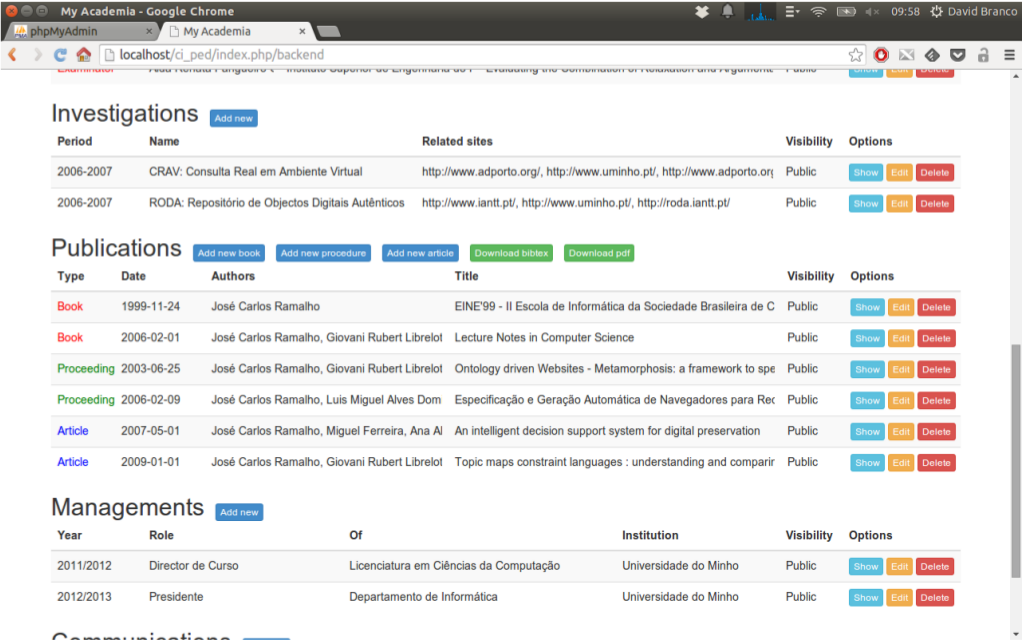 My Academia - Google Chrome 09:58 David Branco
phpMyAdmin × My Academia ×
localhost/ci_ped/index.php/backend
Examinator Public Show Edit Delete
Investigations Add new
Period Name Related sites Visibility Options
2006-2007 CRAV: Consulta Real em Ambiente Virtual http://www.adporto.org/, http://www.uminho.pt/, http://www.adporto.org Public Show Edit Delete
2006-2007 RODA: Repositório de Objectos Digitais Autênticos http://www.iantt.pt/, http://www.uminho.pt/, http://roda.iantt.pt/ Public Show Edit Delete
Publications Add new book Add new procedure Add new article Download bibtex Download pdf
Type Date Authors Title Visibility Options
Book 1999-11-24 José Carlos Ramalho EINE'99 - II Escola de Informática da Sociedade Brasileira de C Public Show Edit Delete
Book 2006-02-01 José Carlos Ramalho, Giovani Rubert Librelot Lecture Notes in Computer Science Public Show Edit Delete
Proceeding 2003-06-25 José Carlos Ramalho, Giovani Rubert Librelot Ontology driven Websites - Metamorphosis: a framework to spe Public Show Edit Delete
Proceeding 2006-02-09 José Carlos Ramalho, Luis Miguel Alves Dom Especificação e Geração Automática de Navegadores para Rec Public Show Edit Delete
Article 2007-05-01 José Carlos Ramalho, Miguel Ferreira, Ana Al An intelligent decision support system for digital preservation Public Show Edit Delete
Article 2009-01-01 José Carlos Ramalho, Giovani Rubert Librelot Topic maps constraint languages : understanding and comparin Public Show Edit Delete
Managements Add new
Year Role Of Institution Visibility Options
2011/2012 Director de Curso Licenciatura em Ciências da Computação Universidade do Minho Public Show Edit Delete
2012/2013 Presidente Departamento de Informática Universidade do Minho Public Show Edit Delete
Communications